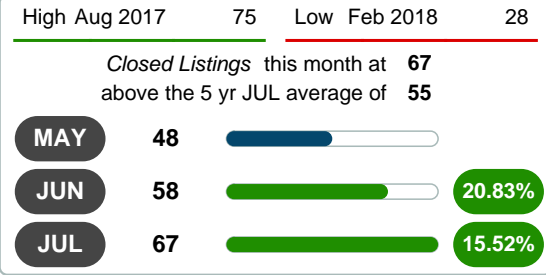 High Aug 2017 75 Low Feb 2018 28
Closed Listings this month at 67
above the 5 yr JUL average of 55
MAY 48
JUN 58 20.83%
JUL 67 15.52%